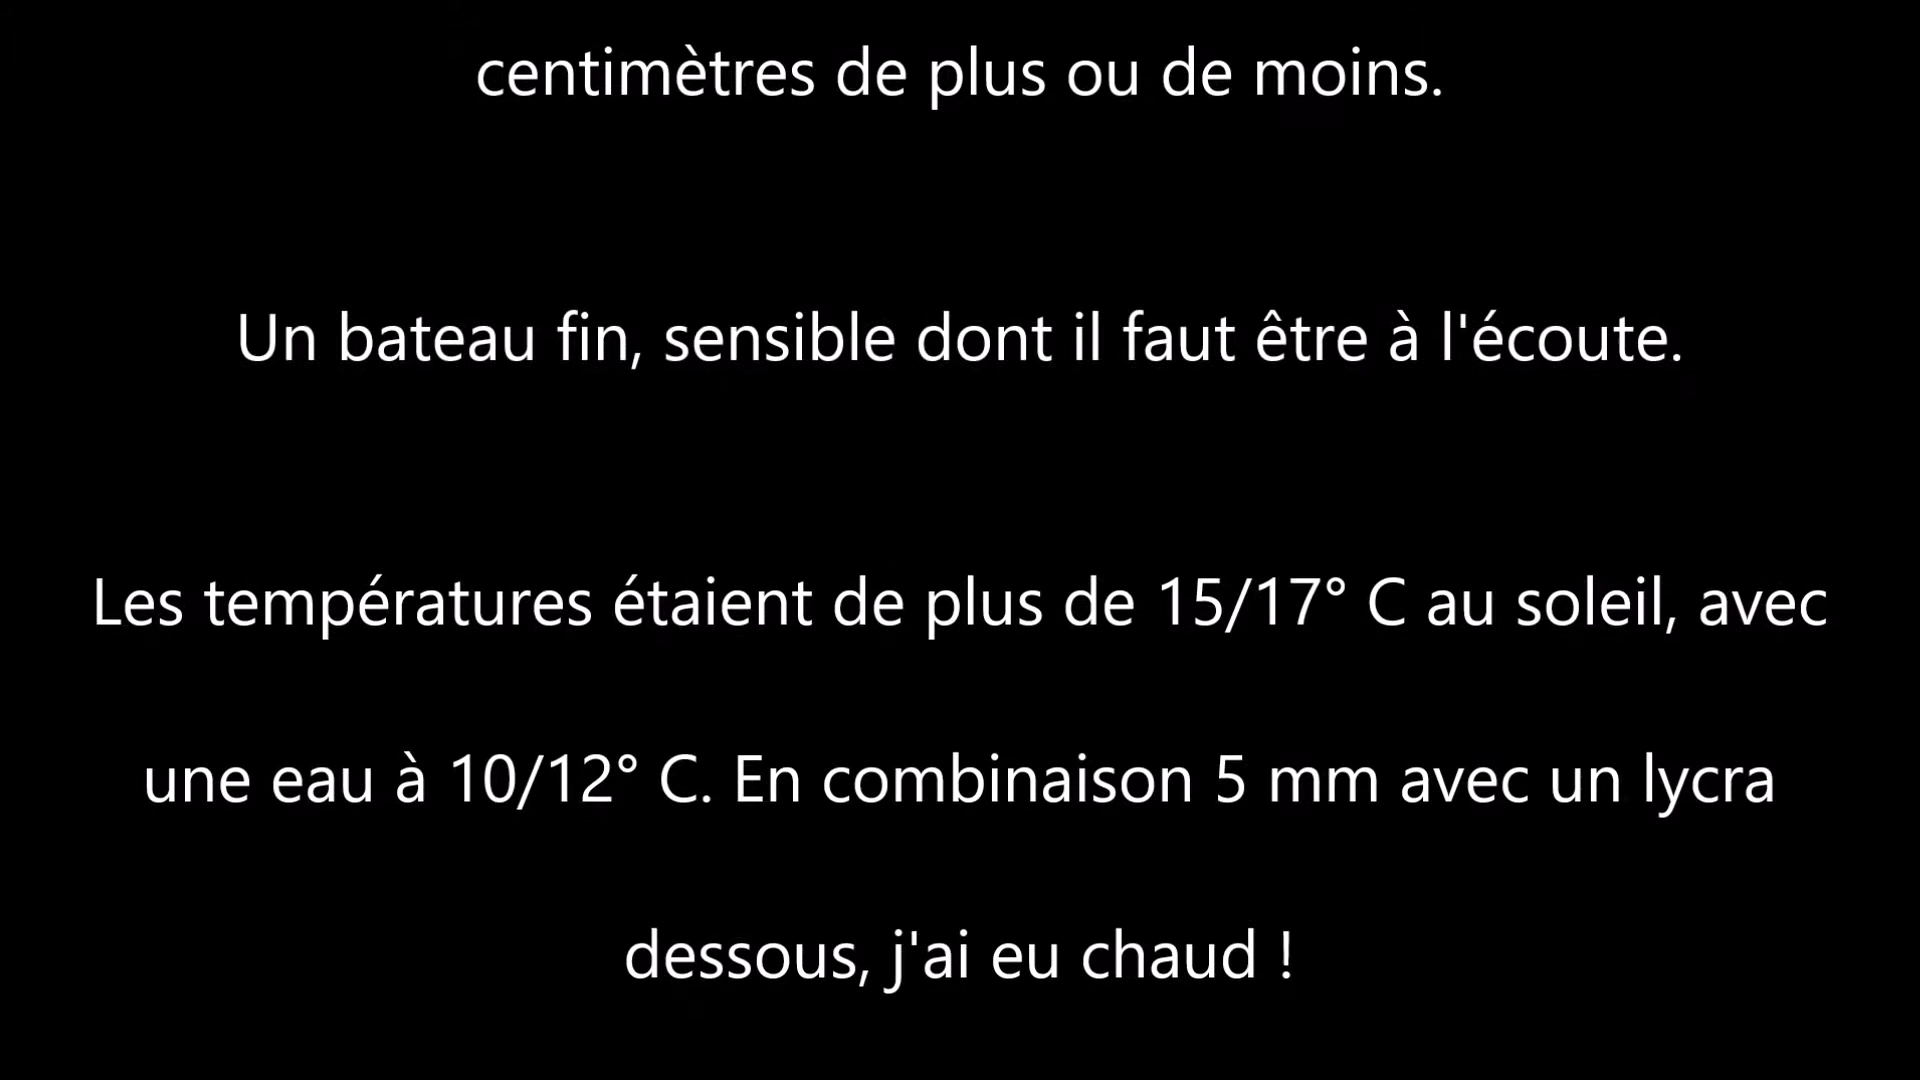 centimètres de plus ou de moins.
Un bateau fin, sensible dont il faut être à l'écoute.
Les températures étaient de plus de 15/17° C au soleil, avec
une eau à 10/12° C. En combinaison 5 mm avec un lycra
dessous, j'ai eu chaud !